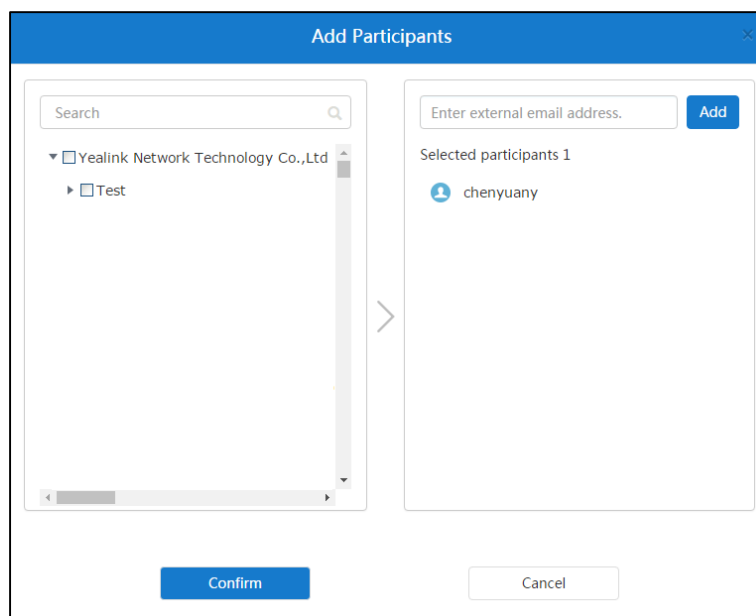 Add Participants
Search
Yealink Network Technology Co.,Ltd
Test
Enter external email address.
Add
Selected participants 1
chenyuany
Confirm
Cancel